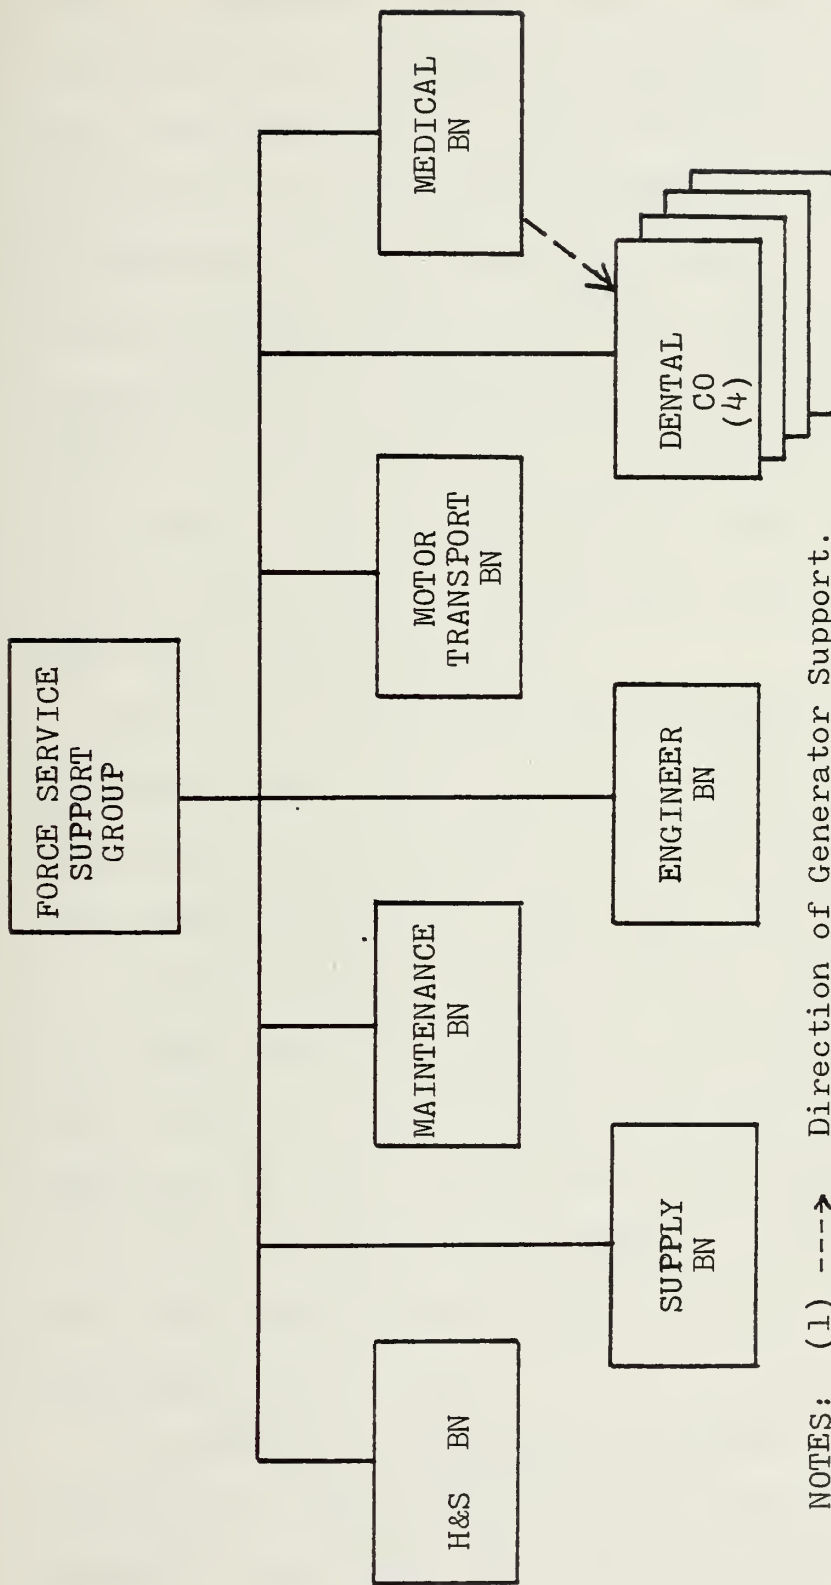 FORCE SERVICE
SUPPORT
GROUP
H&S BN
MAINTENANCE
BN
MOTOR
TRANSPORT
BN
MEDICAL
BN
SUPPLY
BN
ENGINEER
BN
DENTAL
CO
(4)
NOTES: (1) ----> Direction of Generator Support.